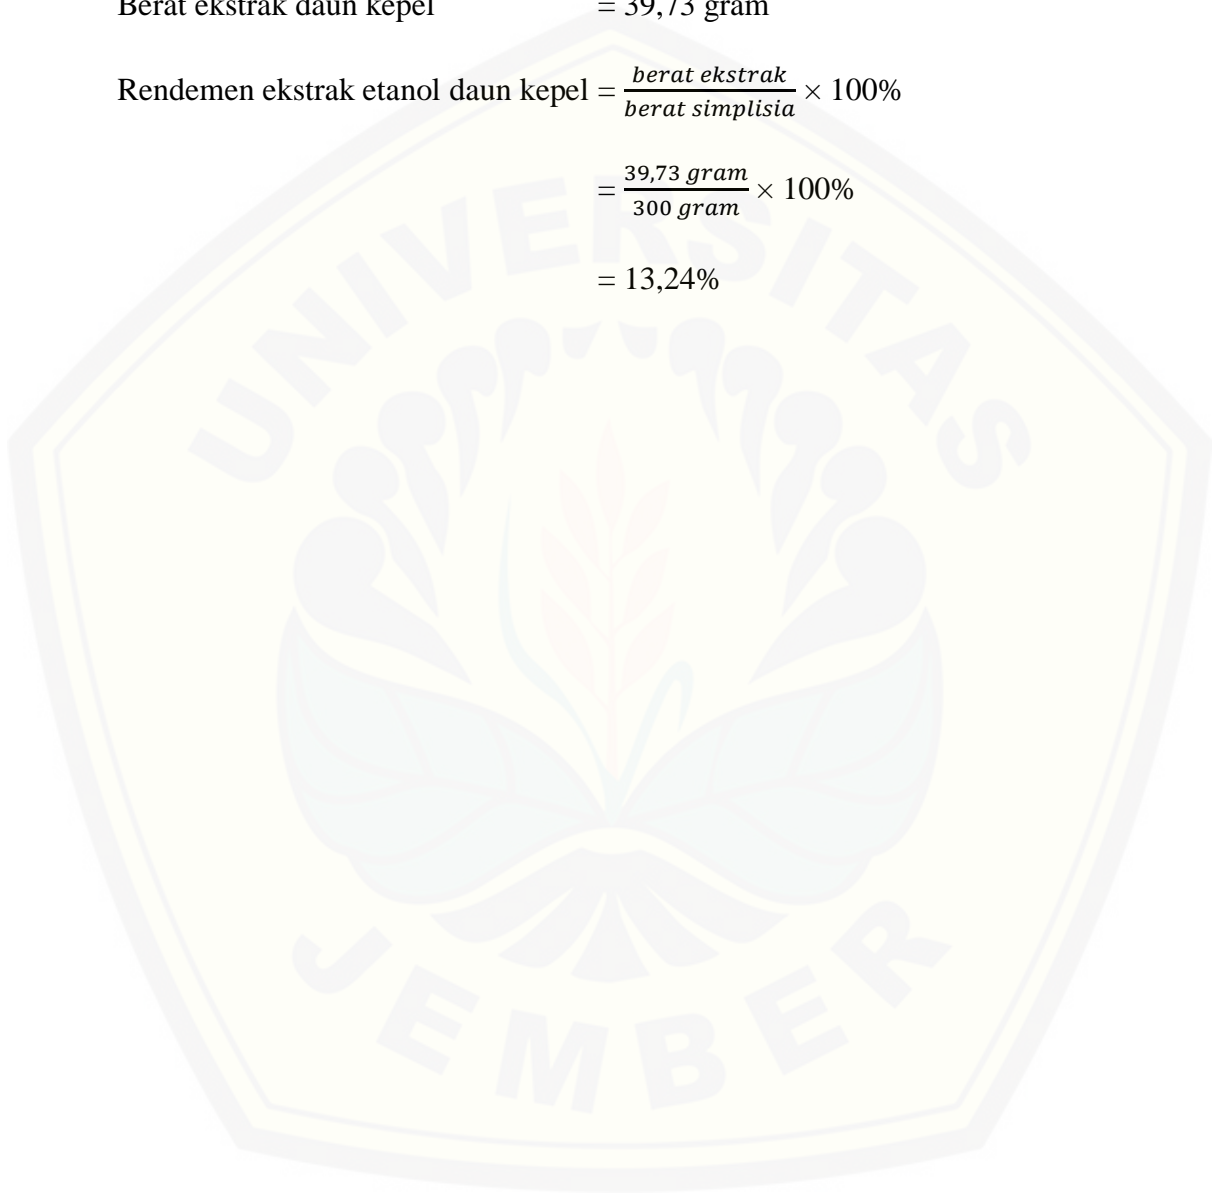 Berat ekstrak daun kepel = 39,73 gram
Rendemen ekstrak etanol daun kepel = berat ekstrak / berat simplisia × 100%
= 39,73 gram / 300 gram × 100%
= 13,24%
UNIVERSITAS
JEMBER